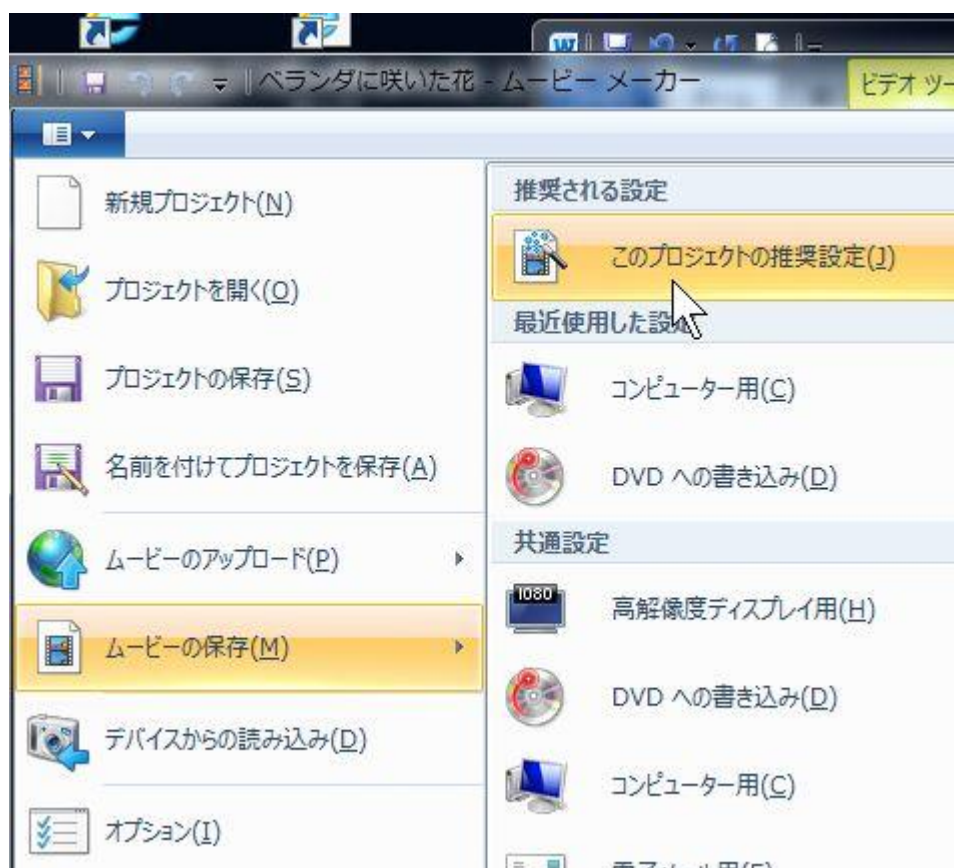 ベランダに咲いた花 - ムービー メーカー
ビデオ ツー
新規プロジェクト(N)
プロジェクトを開く(O)
プロジェクトの保存(S)
名前を付けてプロジェクトを保存(A)
ムービーのアップロード(P)
ムービーの保存(M)
デバイスからの読み込み(D)
オプション(I)
推奨される設定
このプロジェクトの推奨設定(J)
最近使用した設定
コンピューター用(C)
DVD への書き込み(D)
共通設定
1080
高解像度ディスプレイ用(H)
DVD への書き込み(D)
コンピューター用(C)